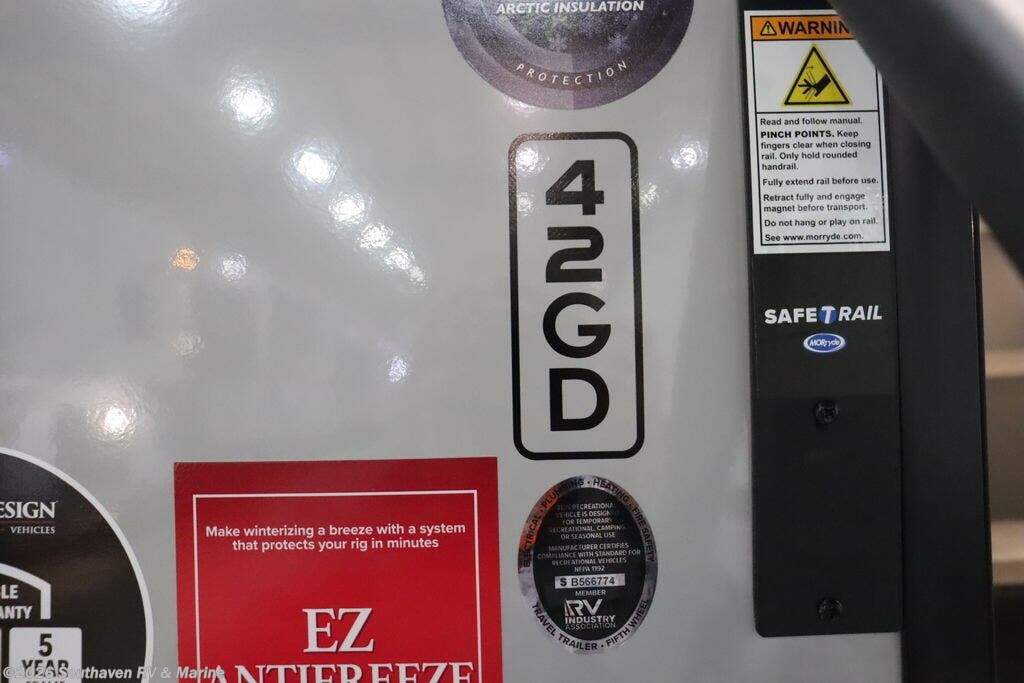 ARCTIC INSULATION
PROTECTION
42GD
WARNIN
Read and follow manual.
PINCH POINTS. Keep
fingers clear when closing
rail. Only hold rounded
handrail.
Fully extend rail before use.
Retract fully and engage
magnet before transport.
Do not hang or play on rail.
See www.morryde.com.
SAFETRAIL
MORryde
ESIGN
VEHICLES
LE
ANTY
5
YEAR
Make winterizing a breeze with a system
that protects your rig in minutes
EZ
ANTIFREEZE
ELECTRICAL • PLUMBING • HEATING • FIRE SAFETY
THIS RECREATIONAL
VEHICLE IS DESIGN
FOR TEMPORARY
RECREATIONAL, CAMPING
OR SEASONAL USE
MANUFACTURER CERTIFIES
COMPLIANCE WITH STANDARD FOR
RECREATIONAL VEHICLES
NFPA 1192
S B566774
MEMBER
RV
INDUSTRY
ASSOCIATION
TRAVEL TRAILER • FIFTH WHEEL
©2026 Southaven RV & Marine